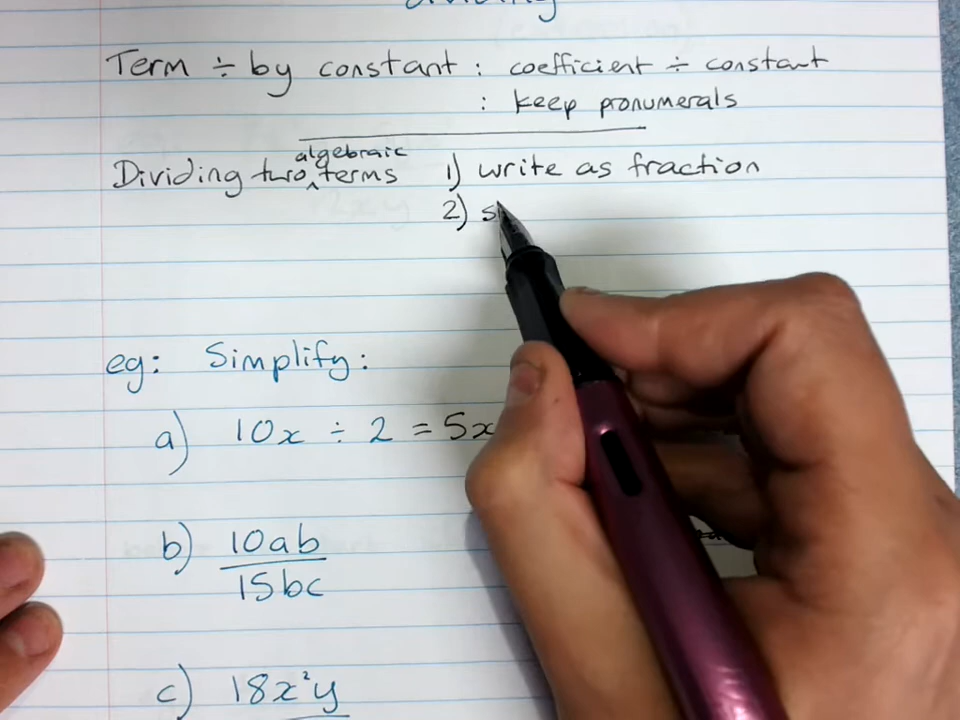 dividing
Term ÷ by constant : coefficient ÷ constant
: keep pronumerals
Dividing two algebraic terms 1) write as fraction
2) s
eg: Simplify:
a) 10x ÷ 2 = 5x
b) 10ab
15bc
c) 18x²y